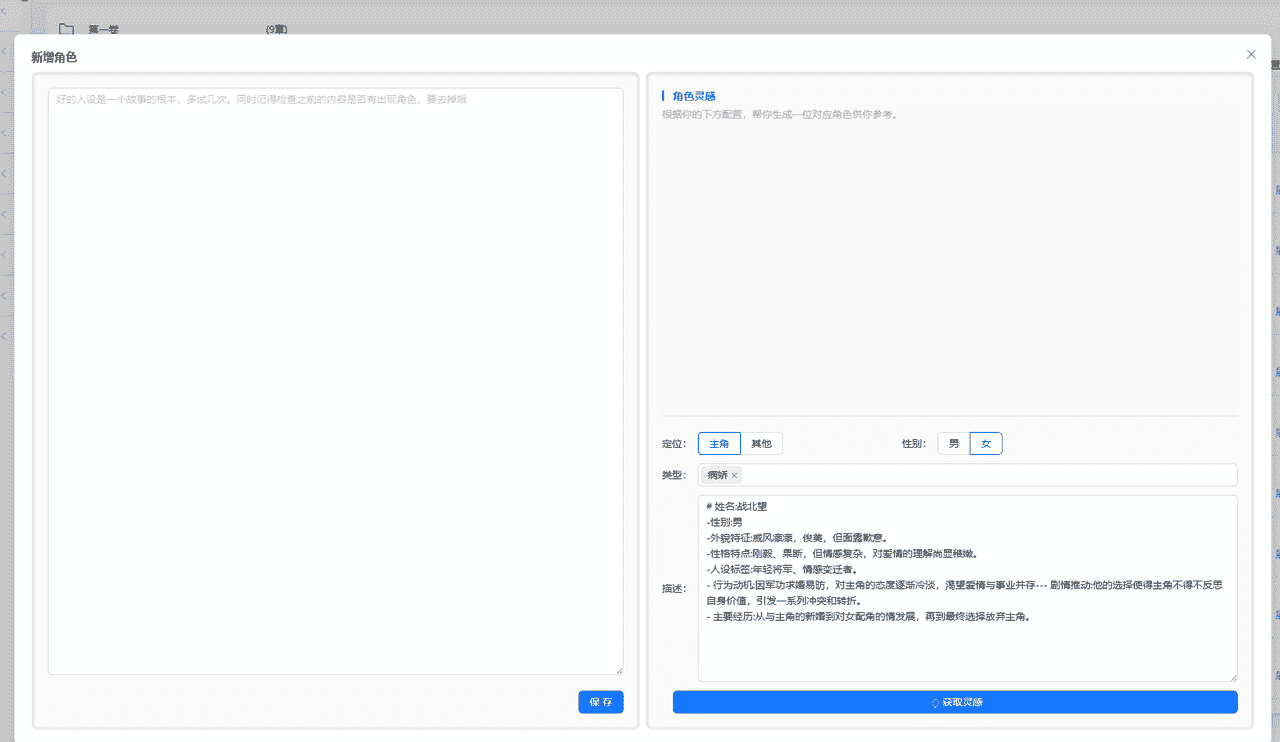 第一卷 (9章)
新增角色
好的人设是一个故事的根本，多试几次。同时记得检查之前的内容是否有出现角色，要去掉哦
保 存
角色灵感
根据你的下方配置，帮你生成一位对应角色供你参考。
定位： 主角 其他 性别： 男 女
类型： 病娇
描述：
# 姓名:战北望
-性别:男
-外貌特征:威风凛凛，俊美，但面露歉意。
-性格特点:刚毅、果断，但情感复杂，对爱情的理解尚显稚嫩。
-人设标签:年轻将军、情感变迁者。
- 行为动机:因军功求娶易昉，对主角的态度逐渐冷淡，渴望爱情与事业并存--- 剧情推动:他的选择使得主角不得不反思
自身价值，引发一系列冲突和转折。
- 主要经历:从与主角的新婚到对女配角的情发展，再到最终选择放弃主角。
获取灵感